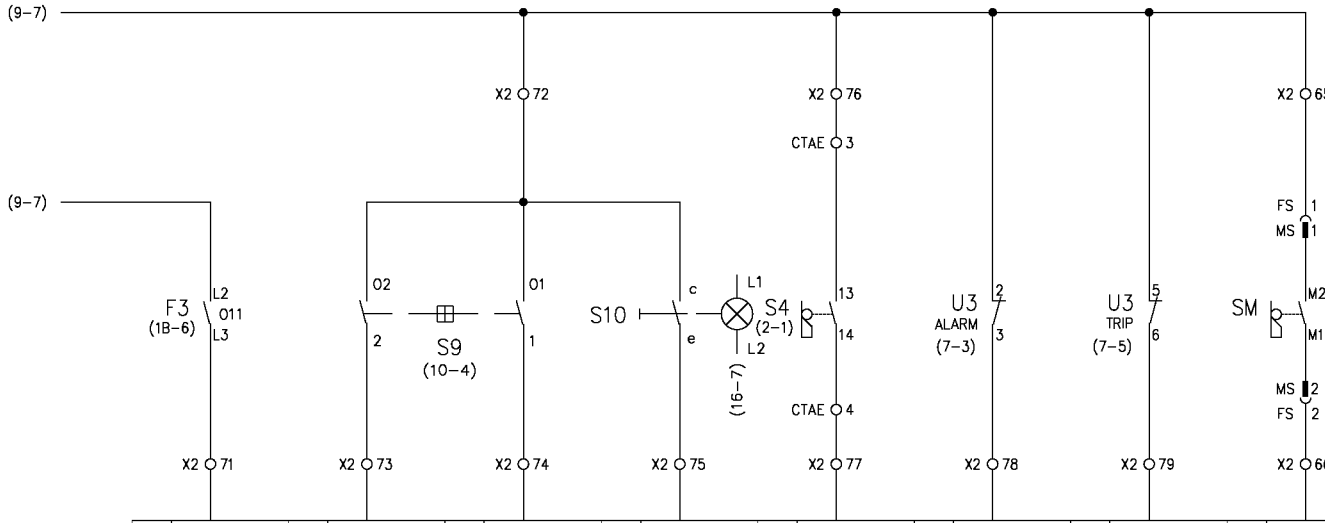 (9-7)
X2 72
X2 76
X2 65
CTAE 3
(9-7)
FS 1
MS 1
L2
F3 011
(1B-6)
L3
02
2
S9
(10-4)
01
1
S10
c
e
L1
L2
(16-7)
S4
(2-1)
13
14
U3
ALARM
(7-3)
2
3
U3
TRIP
(7-5)
5
6
SM
M2
M1
MS 2
FS 2
CTAE 4
X2 71
X2 73
X2 74
X2 75
X2 77
X2 78
X2 79
X2 66